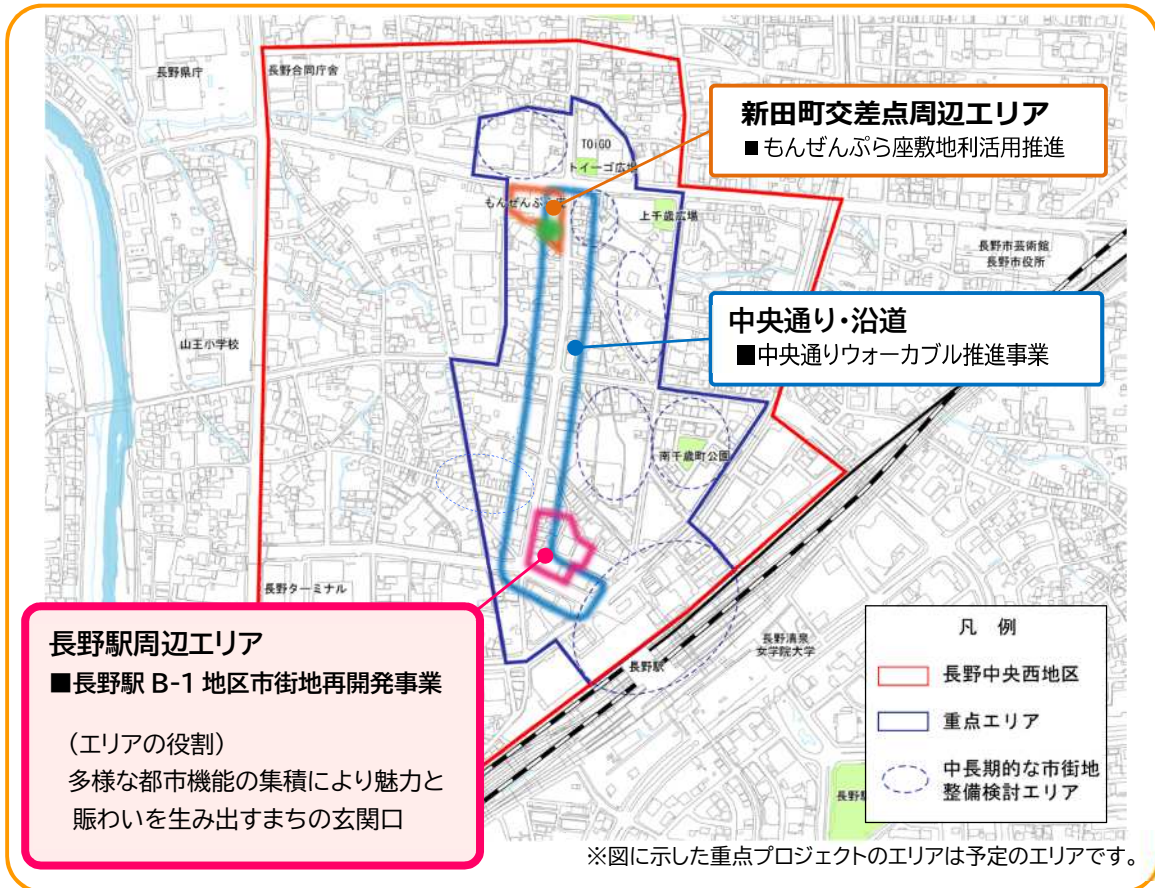 長野県庁
長野合同庁舎
新田町交差点周辺エリア
■もんぜんぷら座敷地利活用推進
TOiGO
トイーゴ広場
もんぜんぷ
上千歳広場
長野市芸術館
長野市役所
中央通り・沿道
■中央通りウォーカブル推進事業
山王小学校
南千歳町公園
長野ターミナル
長野駅周辺エリア
■長野駅 B-1 地区市街地再開発事業
(エリアの役割)
多様な都市機能の集積により魅力と
賑わいを生み出すまちの玄関口
長野清泉
女学院大学
長野駅
長野
凡 例
長野中央西地区
重点エリア
中長期的な市街地
整備検討エリア
※図に示した重点プロジェクトのエリアは予定のエリアです。